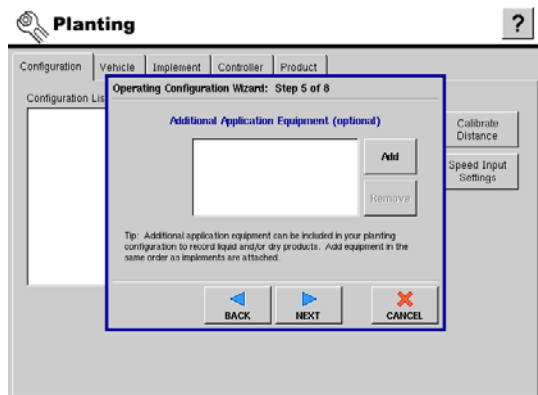 Planting
?
Configuration
Vehicle
Implement
Controller
Product
Configuration Lis
Operating Configuration Wizard: Step 5 of 8
Additional Application Equipment (optional)
Add
Remove
Tip: Additional application equipment can be included in your planting
configuration to record liquid and/or dry products. Add equipment in the
same order as implements are attached.
BACK
NEXT
CANCEL
Calibrate
Distance
Speed Input
Settings